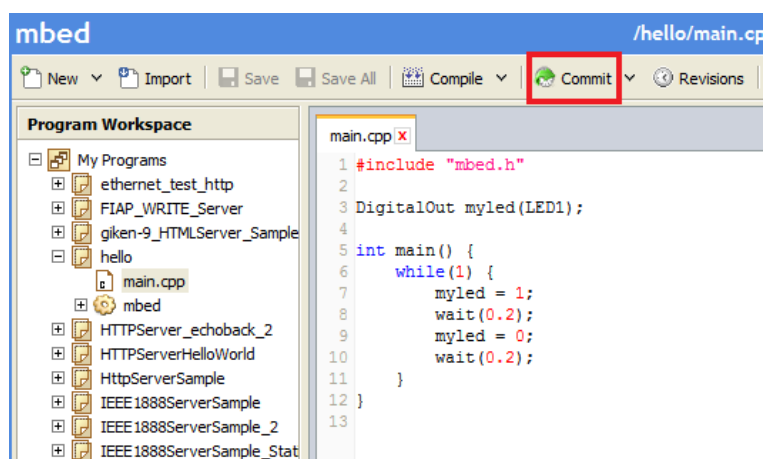 mbed /hello/main.cp
New Import Save Save All Compile Commit Revisions
Program Workspace
My Programs
ethernet_test_http
FIAP_WRITE_Server
giken-9_HTMLServer_Sample
hello
main.cpp
mbed
HTTPServer_echoback_2
HTTPServerHelloWorld
HttpServerSample
IEEE1888ServerSample
IEEE1888ServerSample_2
IEEE1888ServerSample_Stat
main.cpp x
1 #include "mbed.h"
2
3 DigitalOut myled(LED1);
4
5 int main() {
6     while(1) {
7         myled = 1;
8         wait(0.2);
9         myled = 0;
10         wait(0.2);
11     }
12 }
13